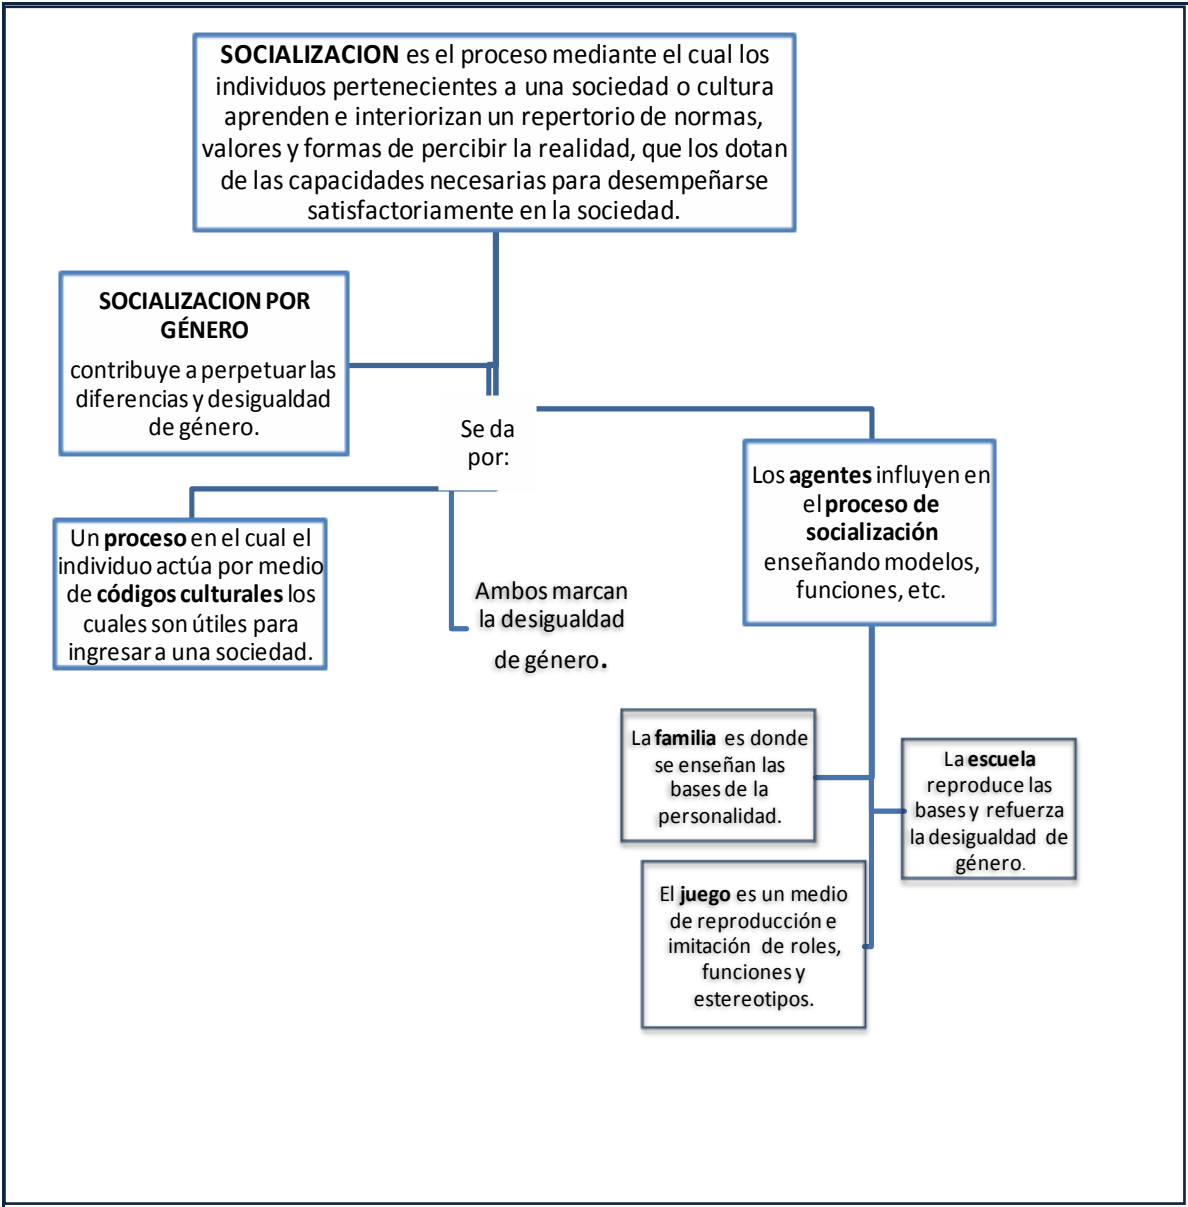 SOCIALIZACION es el proceso mediante el cual los
individuos pertenecientes a una sociedad o cultura
aprenden e interiorizan un repertorio de normas,
valores y formas de percibir la realidad, que los dotan
de las capacidades necesarias para desempeñarse
satisfactoriamente en la sociedad.
SOCIALIZACION POR
GÉNERO
contribuye a perpetuar las
diferencias y desigualdad
de género.
Se da
por:
Un proceso en el cual el
individuo actúa por medio
de códigos culturales los
cuales son útiles para
ingresar a una sociedad.
Ambos marcan
la desigualdad
de género.
Los agentes influyen en
el proceso de
socialización
enseñando modelos,
funciones, etc.
La familia es donde
se enseñan las
bases de la
personalidad.
La escuela
reproduce las
bases y refuerza
la desigualdad de
género.
El juego es un medio
de reproducción e
imitación de roles,
funciones y
estereotipos.